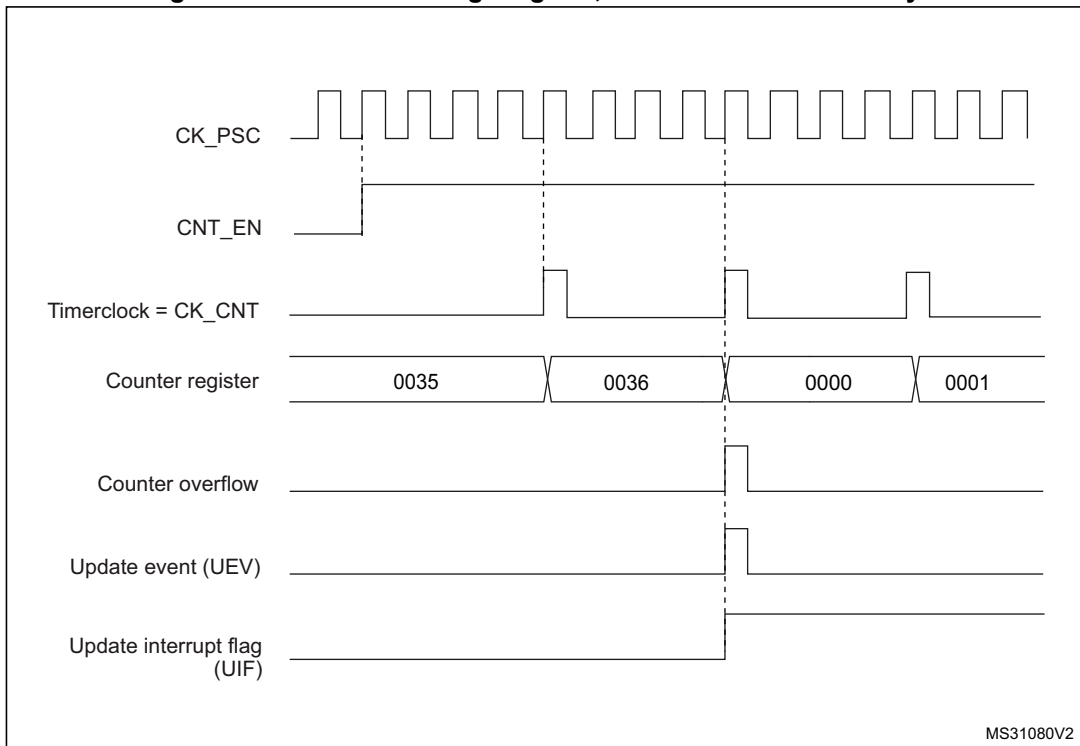 CK_PSC
CNT_EN
Timerclock = CK_CNT
Counter register 0035 0036 0000 0001
Counter overflow
Update event (UEV)
Update interrupt flag
(UIF)
MS31080V2